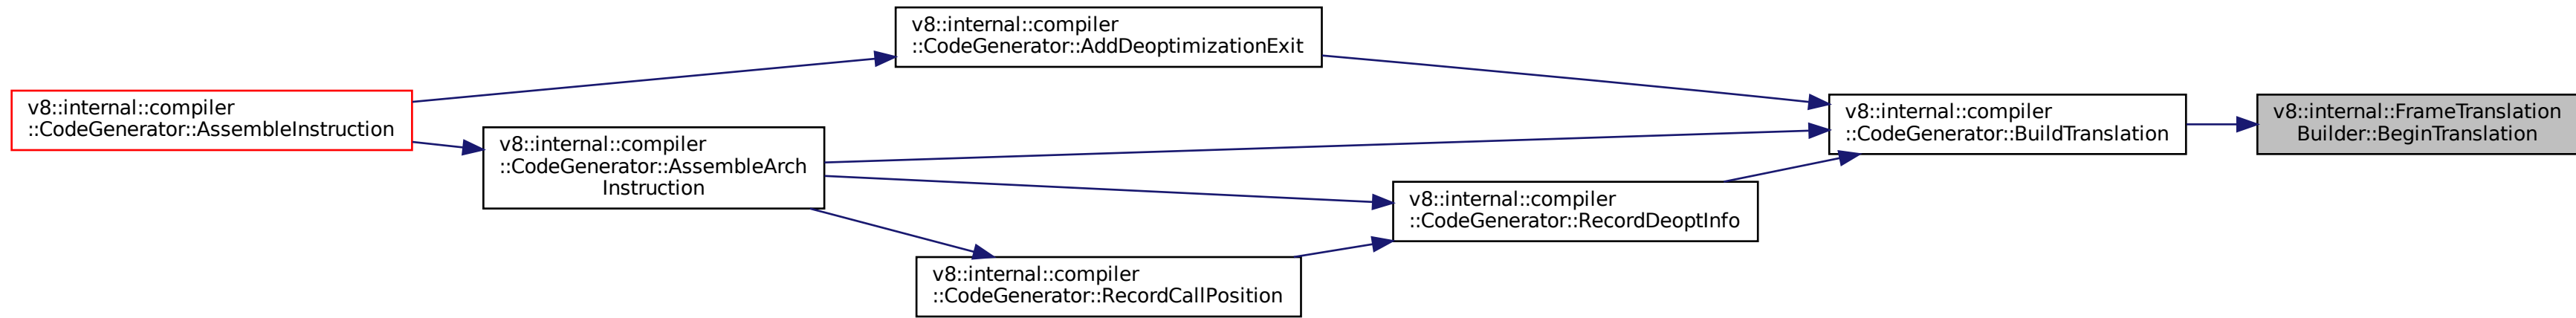 v8::internal::compiler
::CodeGenerator::AssembleInstruction
v8::internal::compiler
::CodeGenerator::AssembleArch
Instruction
v8::internal::compiler
::CodeGenerator::AddDeoptimizationExit
v8::internal::compiler
::CodeGenerator::RecordCallPosition
v8::internal::compiler
::CodeGenerator::RecordDeoptInfo
v8::internal::compiler
::CodeGenerator::BuildTranslation
v8::internal::FrameTranslation
Builder::BeginTranslation